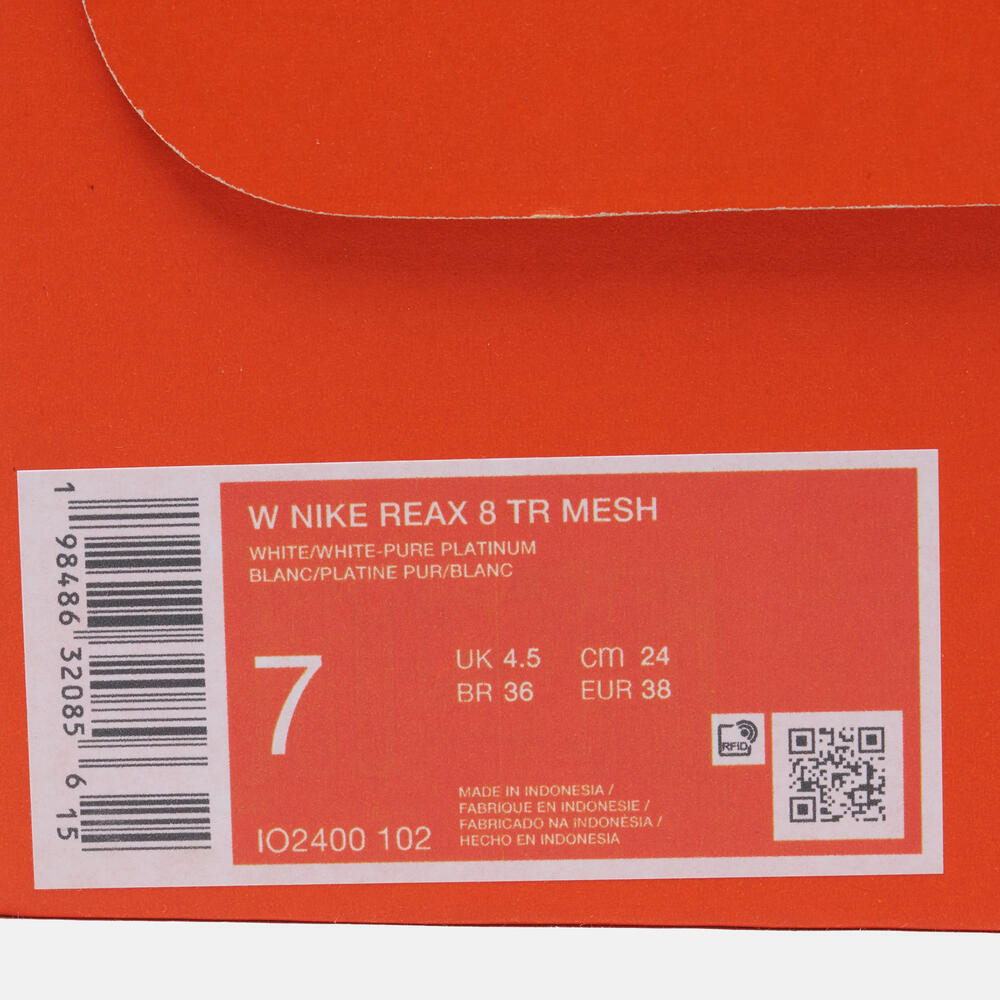 W NIKE REAX 8 TR MESH
WHITE/WHITE-PURE PLATINUM
BLANC/PLATINE PUR/BLANC
7
UK 4.5 CM 24
BR 36 EUR 38
RFID
MADE IN INDONESIA /
FABRIQUE EN INDONESIE /
FABRICADO NA INDONESIA /
HECHO EN INDONESIA
IO2400 102
1 98486 32085 6 15